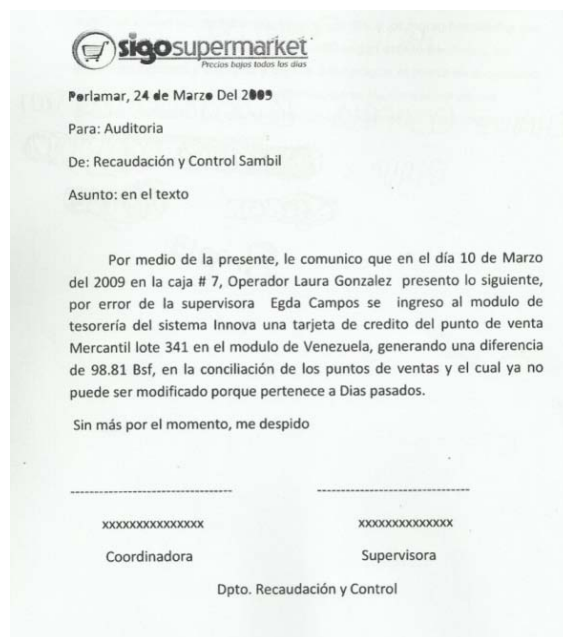 sigosupermarket
Precios bajos todos los días
Porlamar, 24 de Marzo Del 2009
Para: Auditoria
De: Recaudación y Control Sambil
Asunto: en el texto
Por medio de la presente, le comunico que en el día 10 de Marzo
del 2009 en la caja # 7, Operador Laura Gonzalez presento lo siguiente,
por error de la supervisora Egda Campos se ingreso al modulo de
tesorería del sistema Innova una tarjeta de credito del punto de venta
Mercantil lote 341 en el modulo de Venezuela, generando una diferencia
de 98.81 Bsf, en la conciliación de los puntos de ventas y el cual ya no
puede ser modificado porque pertenece a Dias pasados.
Sin más por el momento, me despido
---------------------------------- --------------------------------
xxxxxxxxxxxxxxx xxxxxxxxxxxxxx
Coordinadora Supervisora
Dpto. Recaudación y Control